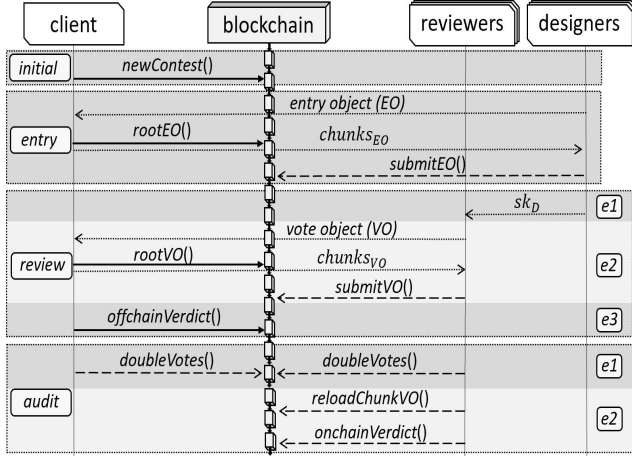 client blockchain reviewers designers
initial newContest()
entry object (EO)
entry rootEO() chunks_EO
submitEO()
sk_D e1
vote object (VO)
review rootVO() chunks_VO e2
submitVO()
offchainVerdict() e3
doubleVotes() doubleVotes() e1
audit reloadChunkVO() e2
onchainVerdict()